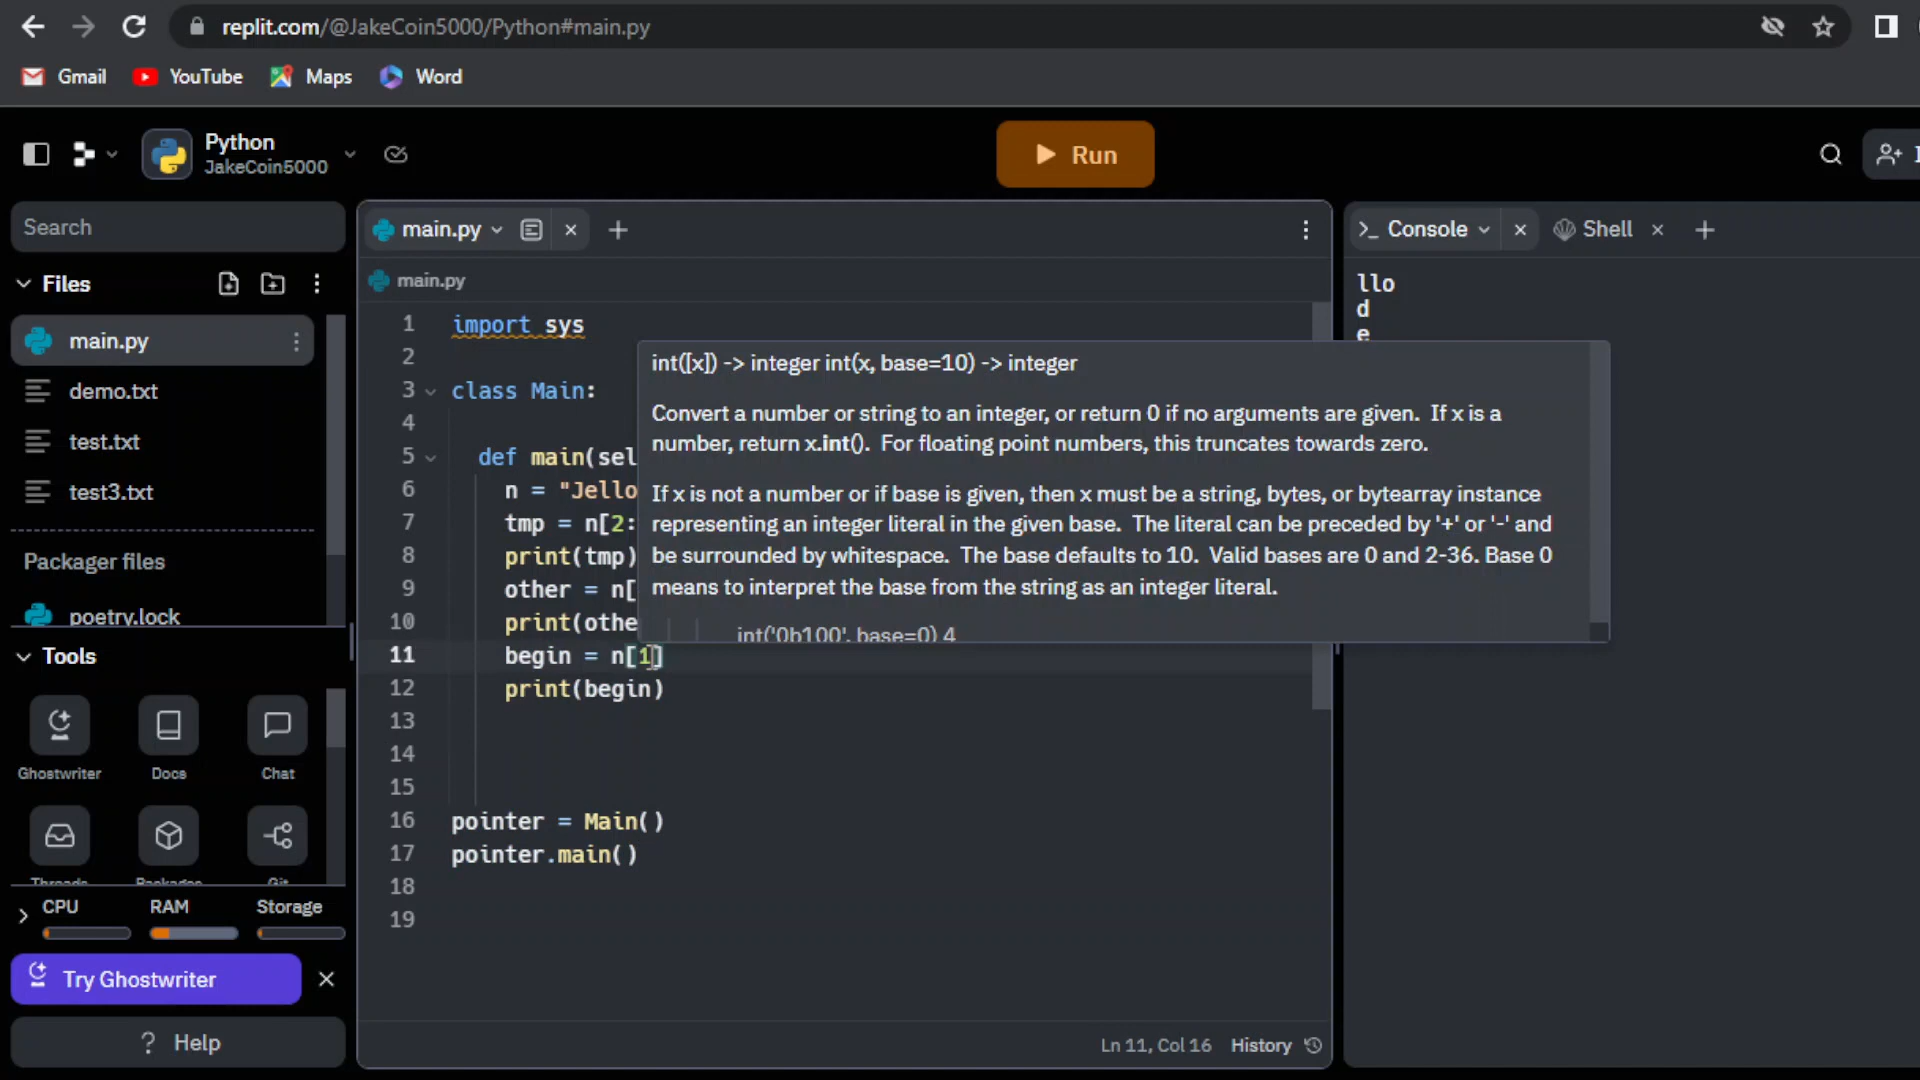 replit.com/@JakeCoin5000/Python#main.py
Gmail YouTube Maps Word
Python
JakeCoin5000
Run
Search
Files
main.py
demo.txt
test.txt
test3.txt
Packager files
poetry.lock
Tools
Ghostwriter Docs Chat
Threads Packages Git
CPU RAM Storage
Try Ghostwriter
? Help
main.py
main.py
1 import sys
2
3 class Main:
4
5 def main(sel
6 n = "Jello
7 tmp = n[2:
8 print(tmp)
9 other = n[
10 print(othe
11 begin = n[1]
12 print(begin)
13
14
15
16 pointer = Main()
17 pointer.main()
18
19
int([x]) -> integer int(x, base=10) -> integer
Convert a number or string to an integer, or return 0 if no arguments are given. If x is a
number, return x.int(). For floating point numbers, this truncates towards zero.
If x is not a number or if base is given, then x must be a string, bytes, or bytearray instance
representing an integer literal in the given base. The literal can be preceded by '+' or '-' and
be surrounded by whitespace. The base defaults to 10. Valid bases are 0 and 2-36. Base 0
means to interpret the base from the string as an integer literal.
int('0b100', base=0) 4
Ln 11, Col 16 History
>_ Console Shell
llo
d
e